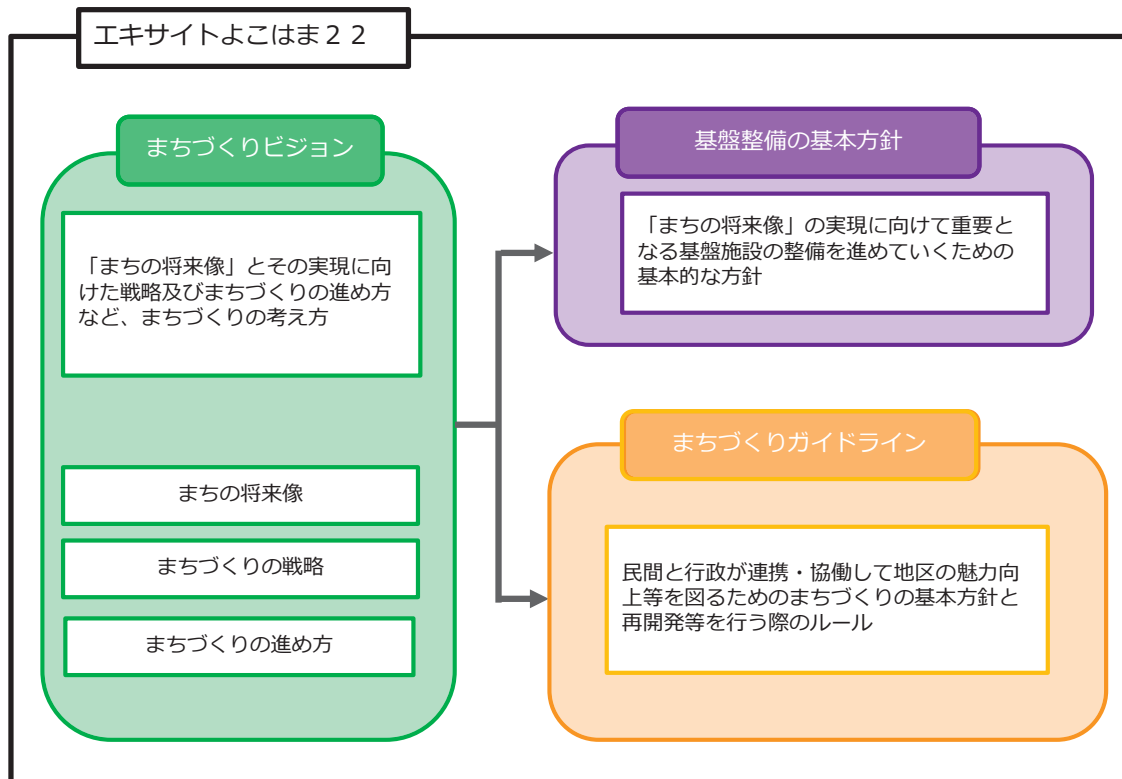 エキサイトよこはま２２
まちづくりビジョン
「まちの将来像」とその実現に向
けた戦略及びまちづくりの進め方
など、まちづくりの考え方
まちの将来像
まちづくりの戦略
まちづくりの進め方
基盤整備の基本方針
「まちの将来像」の実現に向けて重要と
なる基盤施設の整備を進めていくための
基本的な方針
まちづくりガイドライン
民間と行政が連携・協働して地区の魅力向
上等を図るためのまちづくりの基本方針と
再開発等を行う際のルール